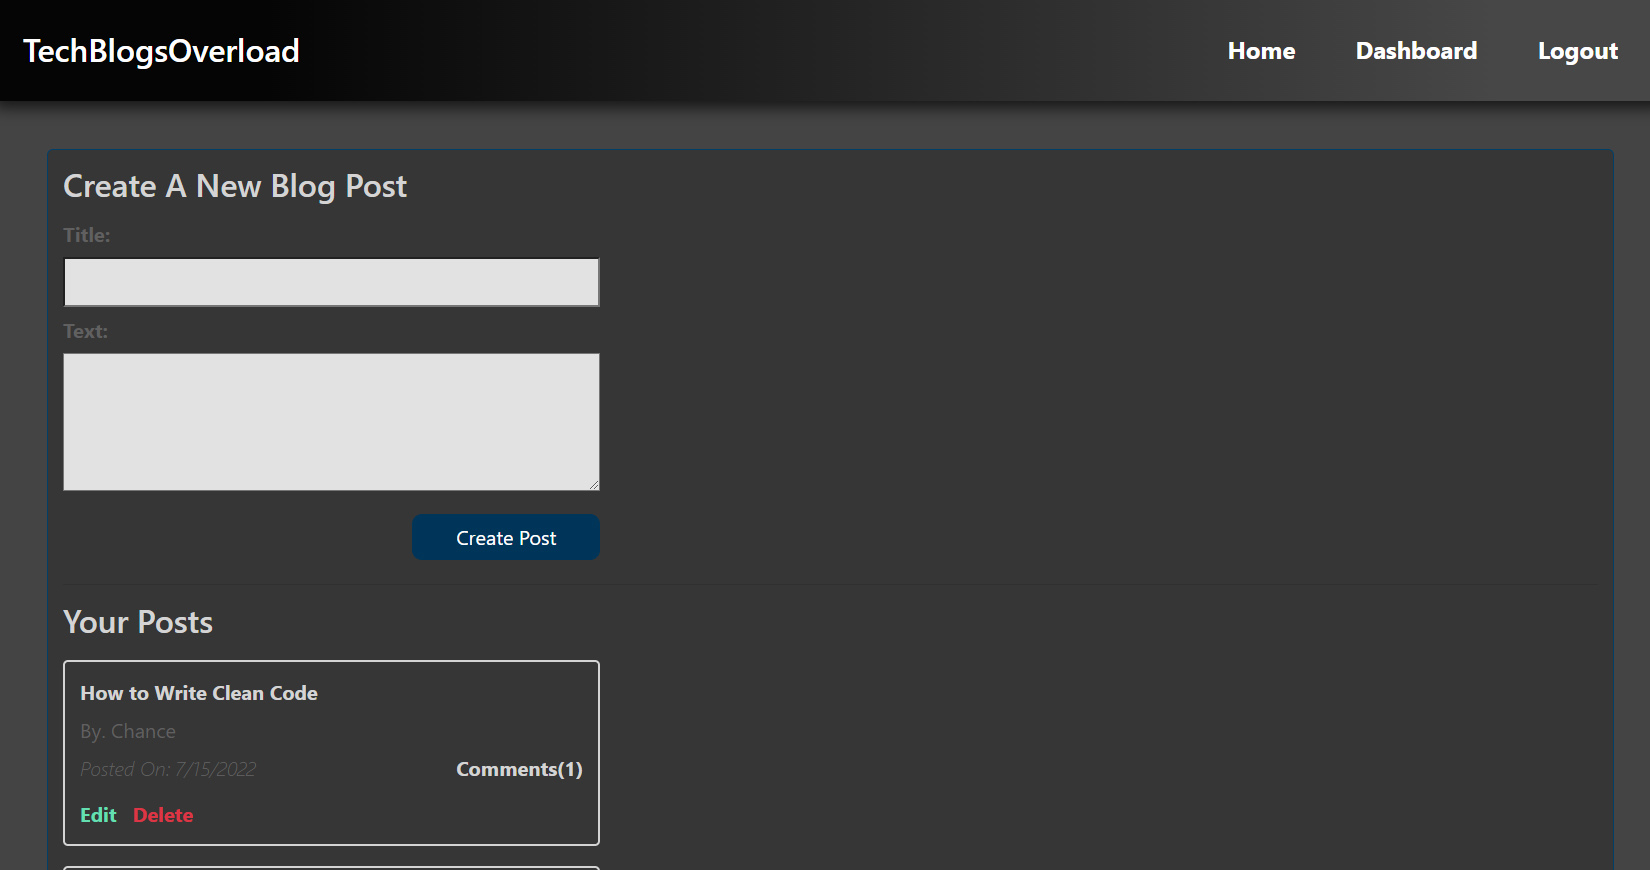 TechBlogsOverload
Home Dashboard Logout
Create A New Blog Post
Title:
Text:
Create Post
Your Posts
How to Write Clean Code
By. Chance
Posted On: 7/15/2022 Comments(1)
Edit Delete